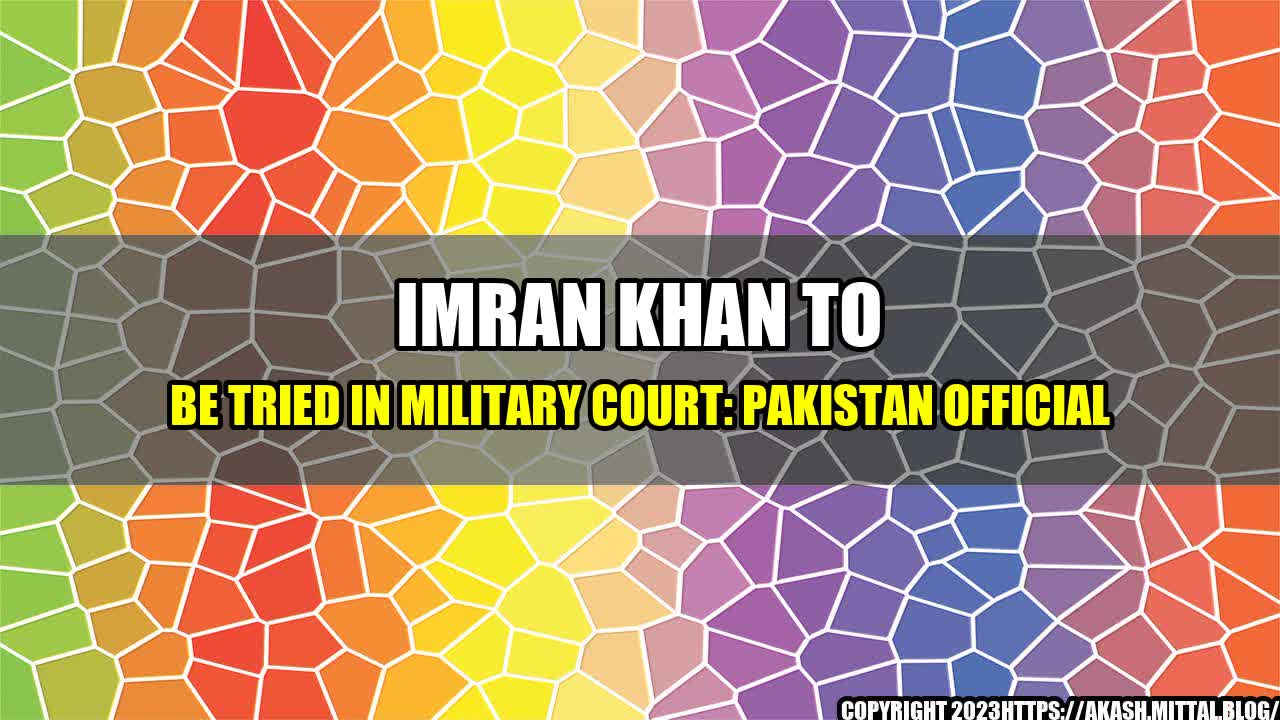 IMRAN KHAN TO
BE TRIED IN MILITARY COURT: PAKISTAN OFFICIAL
COPYRIGHT 2023HTTPS://AKASH.MITTAL.BLOG/